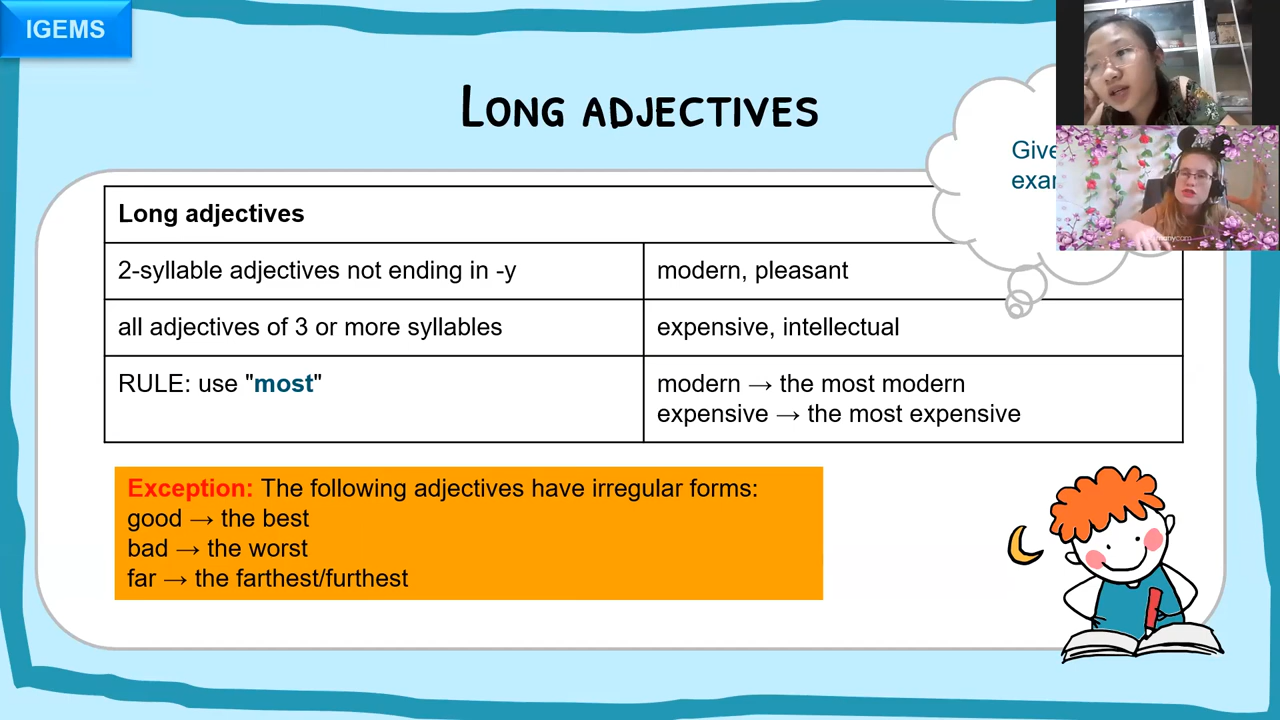 IGEMS
LONG ADJECTIVES
Long adjectives
2-syllable adjectives not ending in -y
modern, pleasant
all adjectives of 3 or more syllables
expensive, intellectual
RULE: use "most"
modern → the most modern
expensive → the most expensive
Exception: The following adjectives have irregular forms:
good → the best
bad → the worst
far → the farthest/furthest